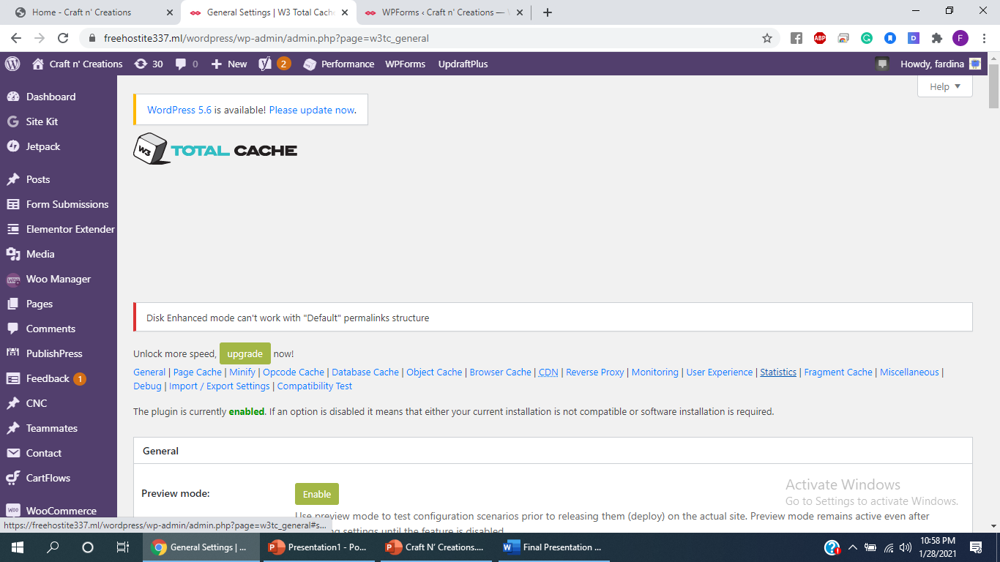 Home - Craft n' Creations
General Settings | W3 Total Cache
WPForms ‹ Craft n' Creations —
freehostite337.ml/wordpress/wp-admin/admin.php?page=w3tc_general
ABP
G
D
F
Craft n' Creations 30 0 New 2 Performance WPForms UpdraftPlus Howdy, fardina
Help
Dashboard
Site Kit
Jetpack
Posts
Form Submissions
Elementor Extender
Media
Woo Manager
Pages
Comments
PublishPress
Feedback 1
CNC
Teammates
Contact
CartFlows
WooCommerce
WordPress 5.6 is available! Please update now.
W3 TOTAL CACHE
Disk Enhanced mode can't work with "Default" permalinks structure
Unlock more speed, upgrade now!
General | Page Cache | Minify | Opcode Cache | Database Cache | Object Cache | Browser Cache | CDN | Reverse Proxy | Monitoring | User Experience | Statistics | Fragment Cache | Miscellaneous |
Debug | Import / Export Settings | Compatibility Test
The plugin is currently enabled. If an option is disabled it means that either your current installation is not compatible or software installation is required.
General
Preview mode: Enable
Use preview mode to test configuration scenarios prior to releasing them (deploy) on the actual site. Preview mode remains active even after
settings until the feature is disabled
Activate Windows
Go to Settings to activate Windows.
https://freehostite337.ml/wordpress/wp-admin/admin.php?page=w3tc_general#s...
General Settings | ...
Presentation1 - Po...
Craft N' Creations....
Final Presentation ...
10:58 PM
1/28/2021